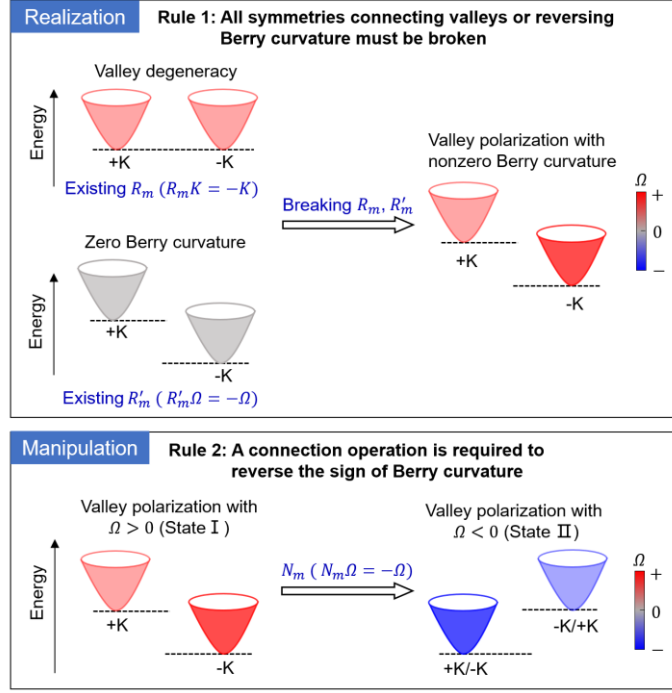 Realization
Rule 1: All symmetries connecting valleys or reversing
Berry curvature must be broken
Valley degeneracy
Energy
+K
-K
Existing Rₘ (RₘK = −K)
Zero Berry curvature
Energy
+K
-K
Existing R′ₘ ( R′ₘΩ = −Ω)
Breaking Rₘ, R′ₘ
Valley polarization with
nonzero Berry curvature
+K
-K
Ω
+
0
−
Manipulation
Rule 2: A connection operation is required to
reverse the sign of Berry curvature
Valley polarization with
Ω > 0 (State I )
Energy
+K
-K
Nₘ ( NₘΩ = −Ω)
Valley polarization with
Ω < 0 (State II)
+K/-K
-K/+K
Ω
+
0
−